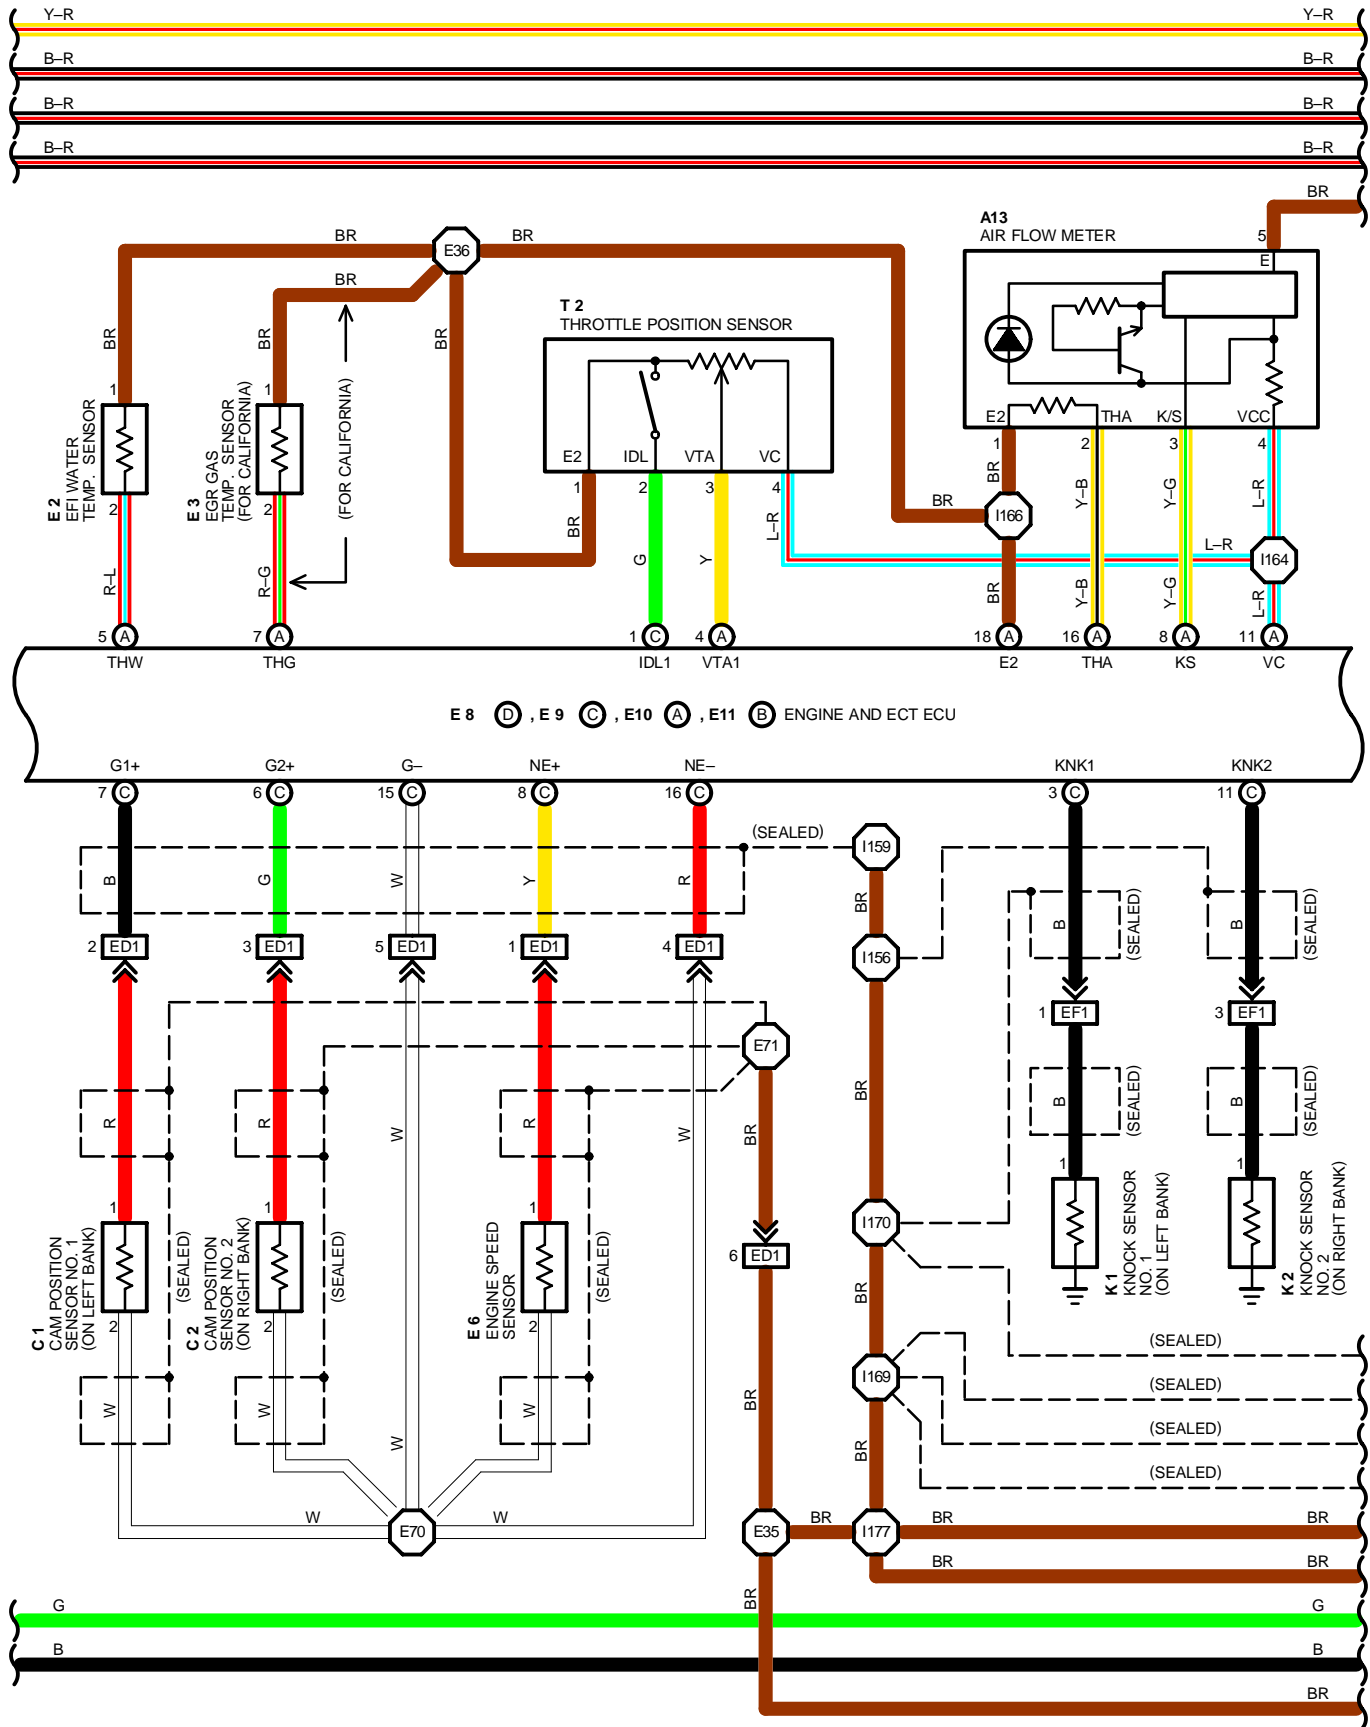 Y–R Y–R
B–R B–R
B–R B–R
B–R B–R
BR
A13
AIR FLOW METER
5
E
BR
E36
BR
BR
T 2
THROTTLE POSITION SENSOR
BR
BR
BR
1
1
(FOR CALIFORNIA)
E 2
EFI WATER
TEMP. SENSOR
E 3
EGR GAS
TEMP. SENSOR
(FOR CALIFORNIA)
2
2
E2 IDL VTA VC
1 2 3 4
E2 THA K/S VCC
1 2 3 4
BR
BR Y–B Y–G L–R
BR
I166
BR
G
Y
L–R
L–R
I164
R–L
R–G
BR Y–B Y–G L–R
5 A 7 A 1 C 4 A 18 A 16 A 8 A 11 A
THW THG IDL1 VTA1 E2 THA KS VC
E 8 D , E 9 C , E10 A , E11 B ENGINE AND ECT ECU
G1+ G2+ G– NE+ NE– KNK1 KNK2
7 C 6 C 15 C 8 C 16 C 3 C 11 C
(SEALED)
I159
B G W Y R
BR
B
(SEALED)
B
(SEALED)
2 ED1 3 ED1 5 ED1 1 ED1 4 ED1
I156
1 EF1 3 EF1
E71
R R W R W
BR
BR
B
(SEALED)
B
(SEALED)
1 1 1
1 1
C 1
CAM POSITION
SENSOR NO. 1
(ON LEFT BANK)
(SEALED)
C 2
CAM POSITION
SENSOR NO. 2
(ON RIGHT BANK)
(SEALED)
E 6
ENGINE SPEED
SENSOR
(SEALED)
2 2 2
I170
6 ED1
K 1
KNOCK SENSOR
NO. 1
(ON LEFT BANK)
K 2
KNOCK SENSOR
NO. 2
(ON RIGHT BANK)
BR
(SEALED)
I169
(SEALED)
W W W W
BR
BR
(SEALED)
(SEALED)
W E70 W
E35 BR I177 BR BR
BR BR
BR
G G
B B
BR